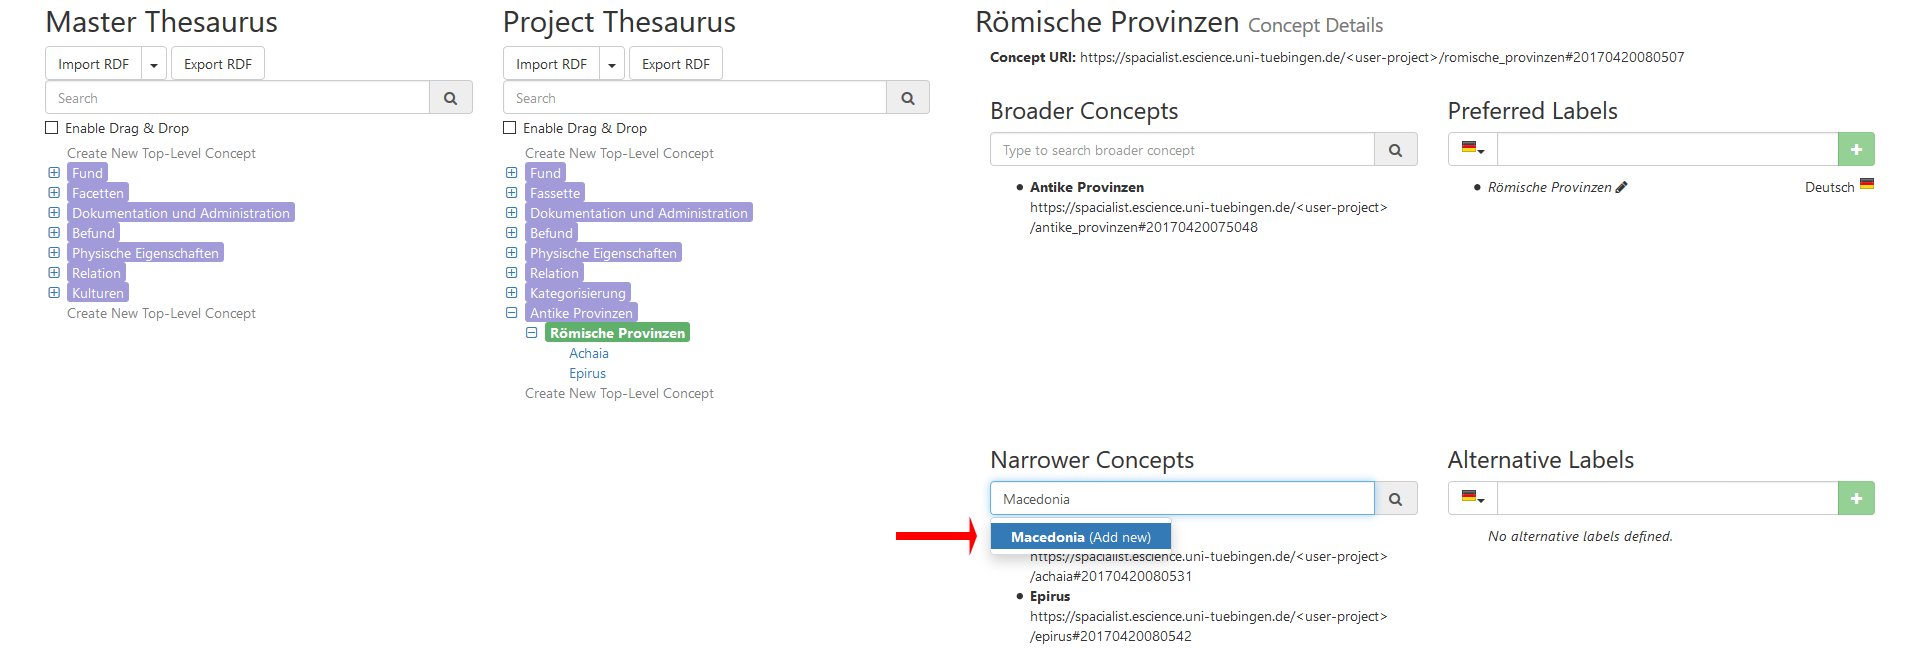 Master Thesaurus
Import RDF
Export RDF
Search
Enable Drag & Drop
Create New Top-Level Concept
Fund
Facetten
Dokumentation und Administration
Befund
Physische Eigenschaften
Relation
Kulturen
Create New Top-Level Concept
Project Thesaurus
Import RDF
Export RDF
Search
Enable Drag & Drop
Create New Top-Level Concept
Fund
Fassette
Dokumentation und Administration
Befund
Physische Eigenschaften
Relation
Kategorisierung
Antike Provinzen
Römische Provinzen
Achaia
Epirus
Create New Top-Level Concept
Römische Provinzen Concept Details
Concept URI: https://spacialist.escience.uni-tuebingen.de/<user-project>/romische_provinzen#20170420080507
Broader Concepts
Type to search broader concept
Antike Provinzen
https://spacialist.escience.uni-tuebingen.de/<user-project>
/antike_provinzen#20170420075048
Preferred Labels
Römische Provinzen
Deutsch
Narrower Concepts
Macedonia
Macedonia (Add new)
https://spacialist.escience.uni-tuebingen.de/<user-project>
/achaia#20170420080531
Epirus
https://spacialist.escience.uni-tuebingen.de/<user-project>
/epirus#20170420080542
Alternative Labels
No alternative labels defined.